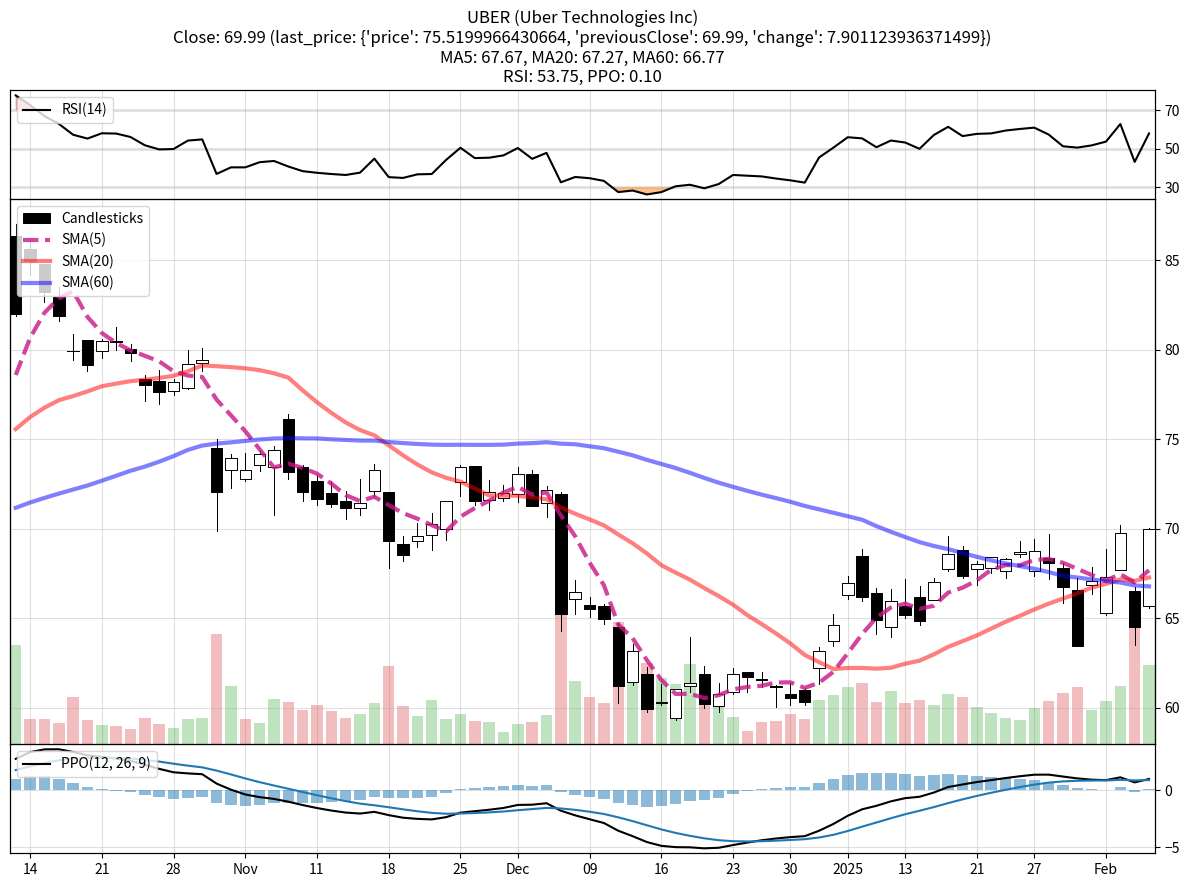 UBER (Uber Technologies Inc)
Close: 69.99 (last_price: {'price': 75.5199966430664, 'previousClose': 69.99, 'change': 7.901123936371499})
MA5: 67.67, MA20: 67.27, MA60: 66.77
RSI: 53.75, PPO: 0.10
RSI(14)
70
50
30
Candlesticks
SMA(5)
SMA(20)
SMA(60)
85
80
75
70
65
60
PPO(12, 26, 9)
0
−5
14 21 28 Nov 11 18 25 Dec 09 16 23 30 2025 13 21 27 Feb